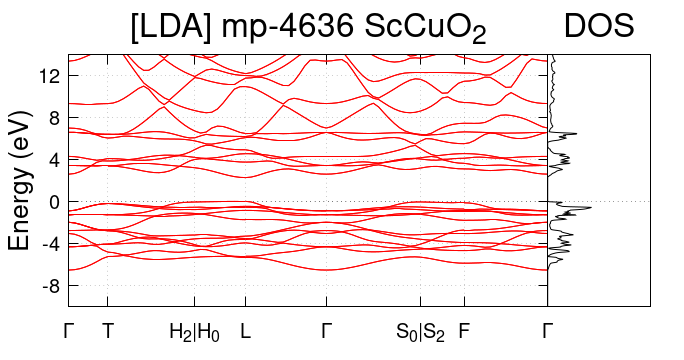 [LDA] mp-4636 ScCuO₂ DOS
Energy (eV)
12
8
4
0
-4
-8
Γ T H₂|H₀ L Γ S₀|S₂ F Γ